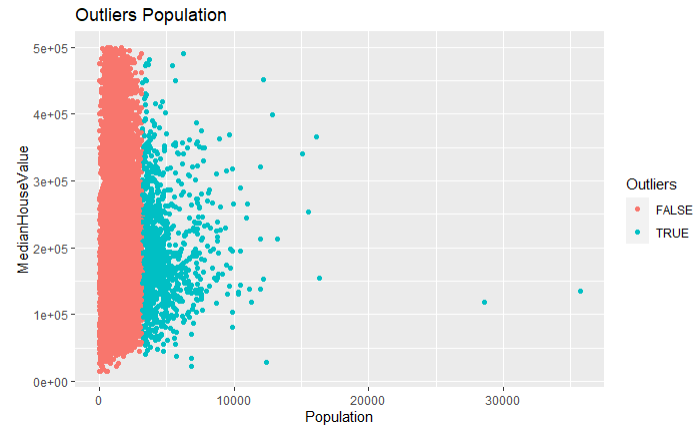 Outliers Population
5e+05
4e+05
3e+05
2e+05
1e+05
0e+00
MedianHouseValue
0 10000 20000 30000
Population
Outliers
FALSE
TRUE